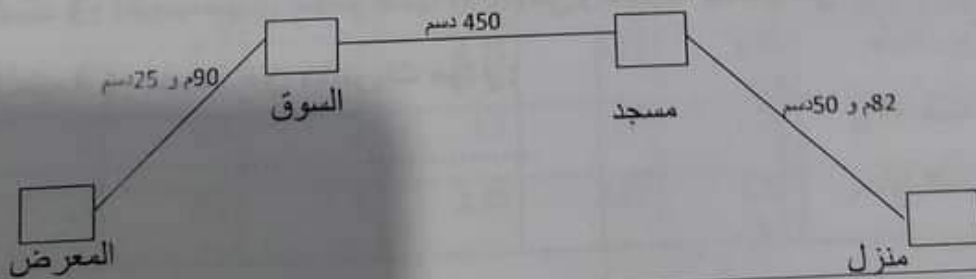 450 دسم
90م و 25دسم
السوق
مسجد
82م و 50دسم
المعرض
منزل